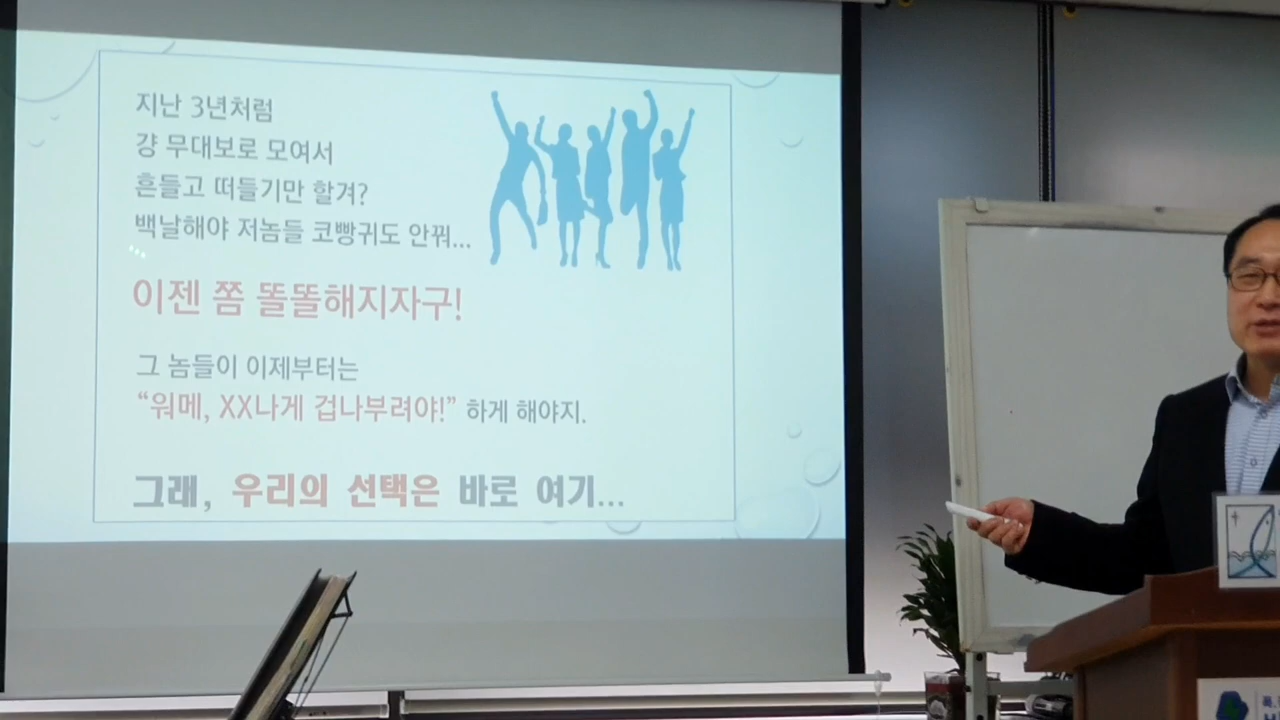 지난 3년처럼
걍 무대보로 모여서
흔들고 떠들기만 할겨?
백날해야 저놈들 코빵귀도 안뀌...
이젠 쫌 똘똘해지자구!
그 놈들이 이제부터는
“워메, XX나게 겁나부려야!” 하게 해야지.
그래, 우리의 선택은 바로 여기...